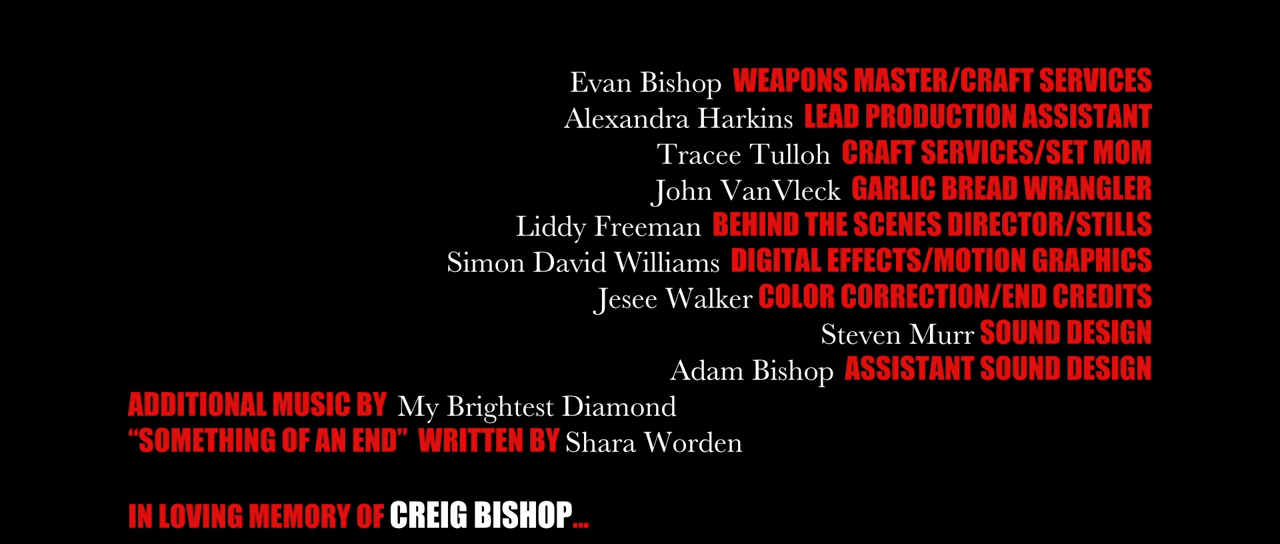 Evan Bishop WEAPONS MASTER/CRAFT SERVICES
Alexandra Harkins LEAD PRODUCTION ASSISTANT
Tracee Tulloh CRAFT SERVICES/SET MOM
John VanVleck GARLIC BREAD WRANGLER
Liddy Freeman BEHIND THE SCENES DIRECTOR/STILLS
Simon David Williams DIGITAL EFFECTS/MOTION GRAPHICS
Jesee Walker COLOR CORRECTION/END CREDITS
Steven Murr SOUND DESIGN
Adam Bishop ASSISTANT SOUND DESIGN
ADDITIONAL MUSIC BY My Brightest Diamond
“SOMETHING OF AN END” WRITTEN BY Shara Worden
IN LOVING MEMORY OF CREIG BISHOP...